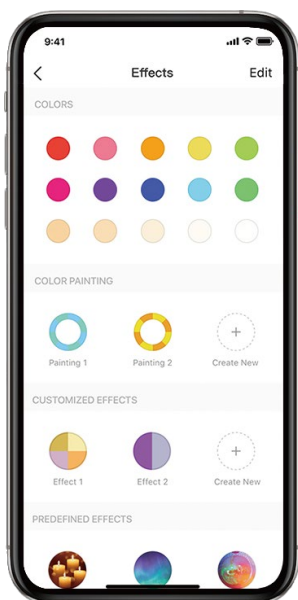 9:41
Effects Edit
COLORS
COLOR PAINTING
Painting 1 Painting 2 Create New
CUSTOMIZED EFFECTS
Effect 1 Effect 2 Create New
PREDEFINED EFFECTS